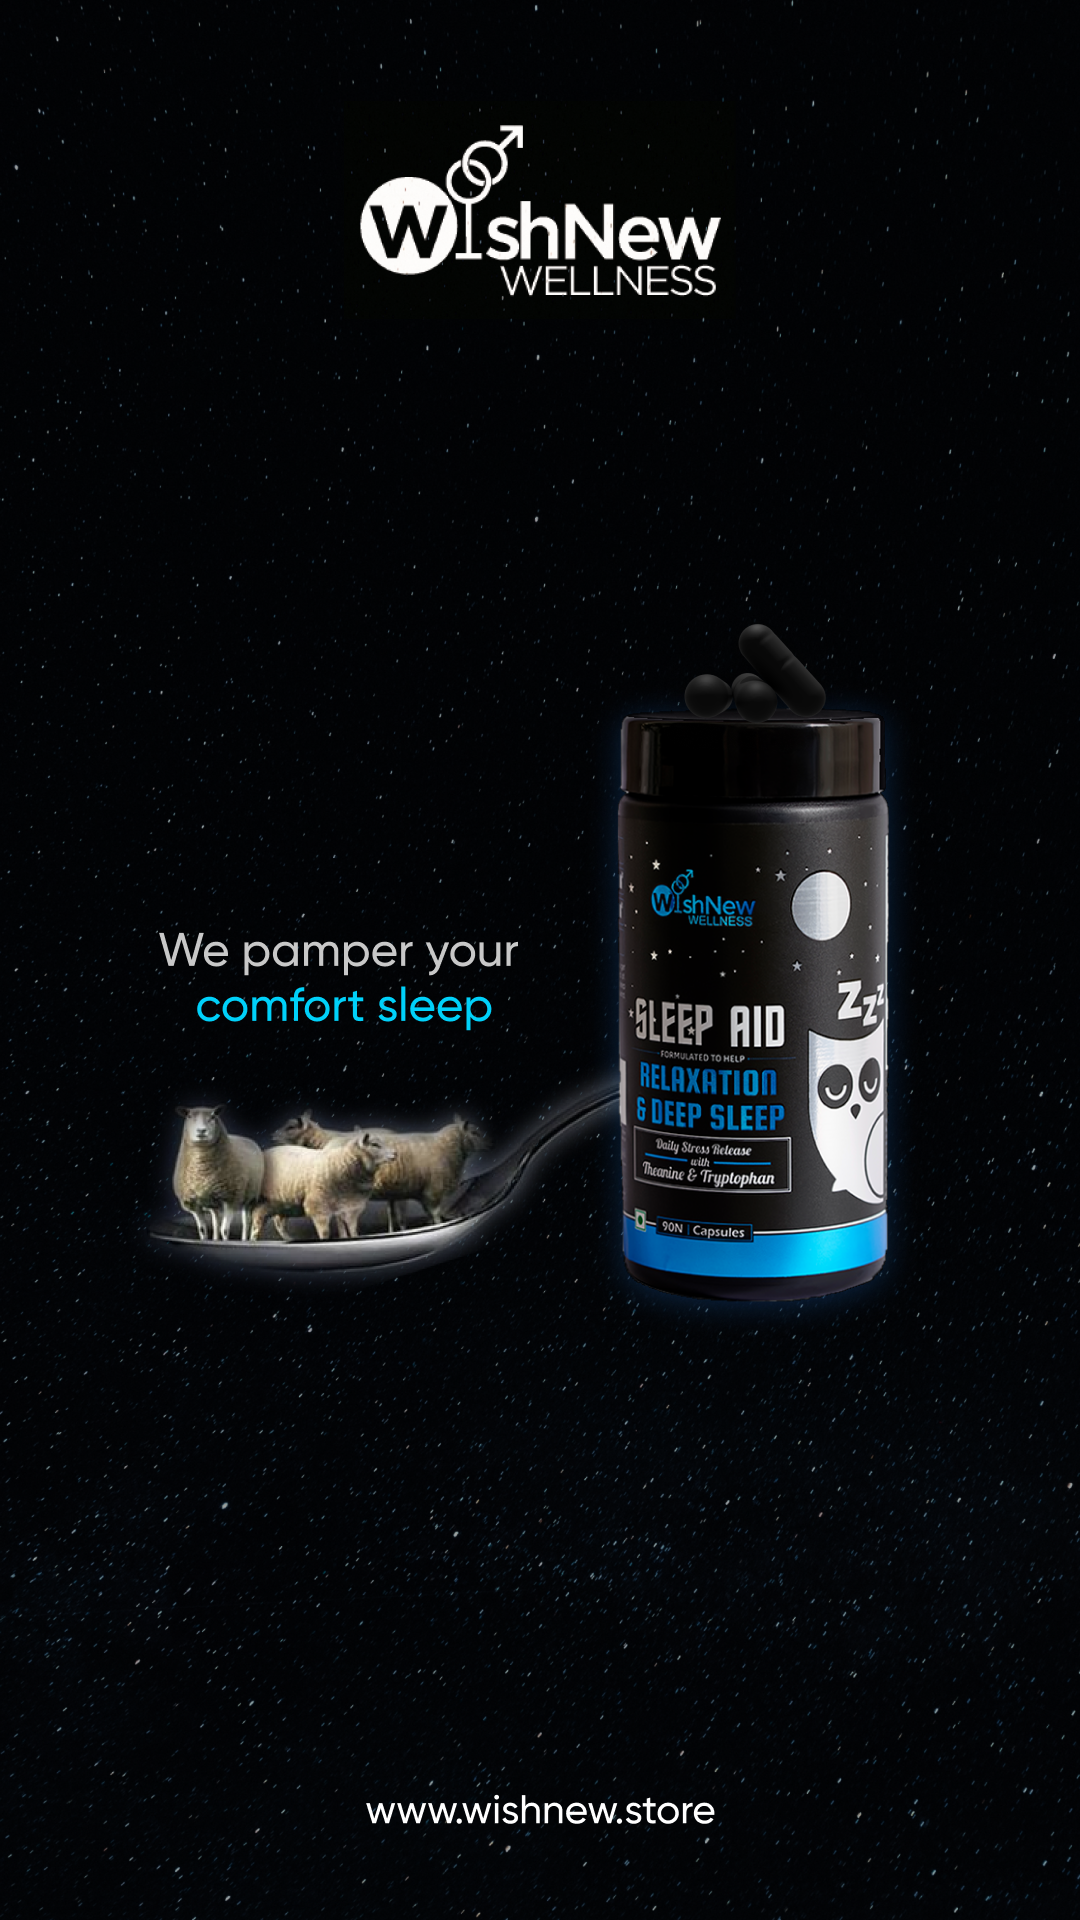 WishNew
WELLNESS
We pamper your
comfort sleep
WishNew
WELLNESS
ZZZ
SLEEP AID
FORMULATED TO HELP
RELAXATION
& DEEP SLEEP
Daily Stress Release
with
Theanine & Tryptophan
90N | Capsules
www.wishnew.store